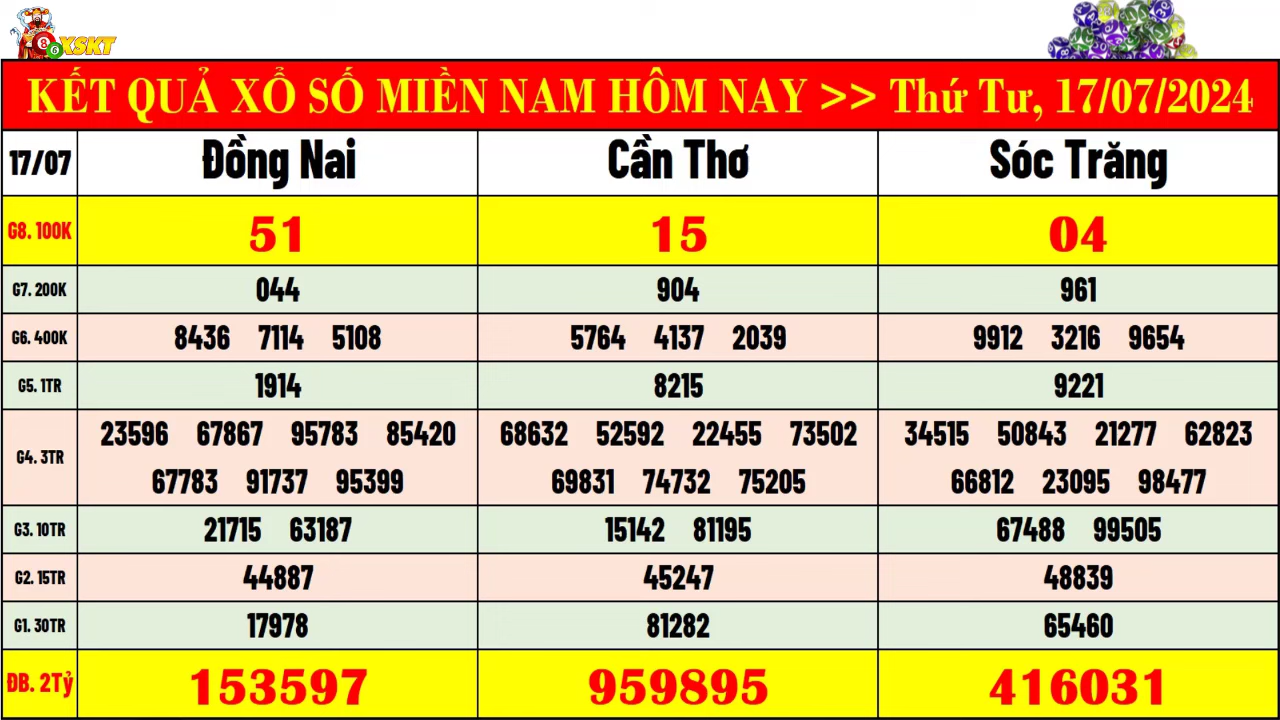 XSKT
KẾT QUẢ XỔ SỐ MIỀN NAM HÔM NAY >> Thứ Tư, 17/07/2024
17/07 Đồng Nai Cần Thơ Sóc Trăng
G8. 100K 51 15 04
G7. 200K 044 904 961
G6. 400K 8436 7114 5108 5764 4137 2039 9912 3216 9654
G5. 1TR 1914 8215 9221
G4. 3TR 23596 67867 95783 85420 68632 52592 22455 73502 34515 50843 21277 62823
67783 91737 95399 69831 74732 75205 66812 23095 98477
G3. 10TR 21715 63187 15142 81195 67488 99505
G2. 15TR 44887 45247 48839
G1. 30TR 17978 81282 65460
ĐB. 2Tỷ 153597 959895 416031